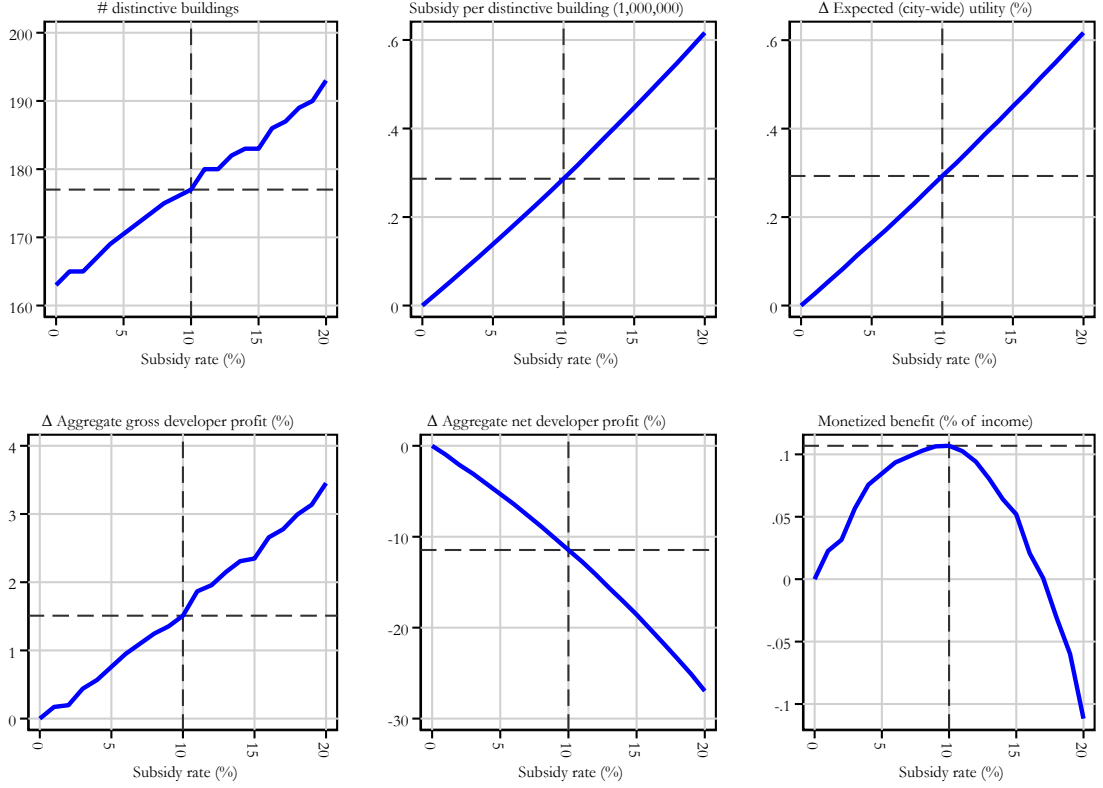 # distinctive buildings
200
190
180
170
160
0 5 10 15 20
Subsidy rate (%)
Subsidy per distinctive building (1,000,000)
.6
.4
.2
0
0 5 10 15 20
Subsidy rate (%)
Δ Expected (city-wide) utility (%)
.6
.4
.2
0
0 5 10 15 20
Subsidy rate (%)
Δ Aggregate gross developer profit (%)
4
3
2
1
0
0 5 10 15 20
Subsidy rate (%)
Δ Aggregate net developer profit (%)
0
-10
-20
-30
0 5 10 15 20
Subsidy rate (%)
Monetized benefit (% of income)
.1
.05
0
-.05
-.1
0 5 10 15 20
Subsidy rate (%)